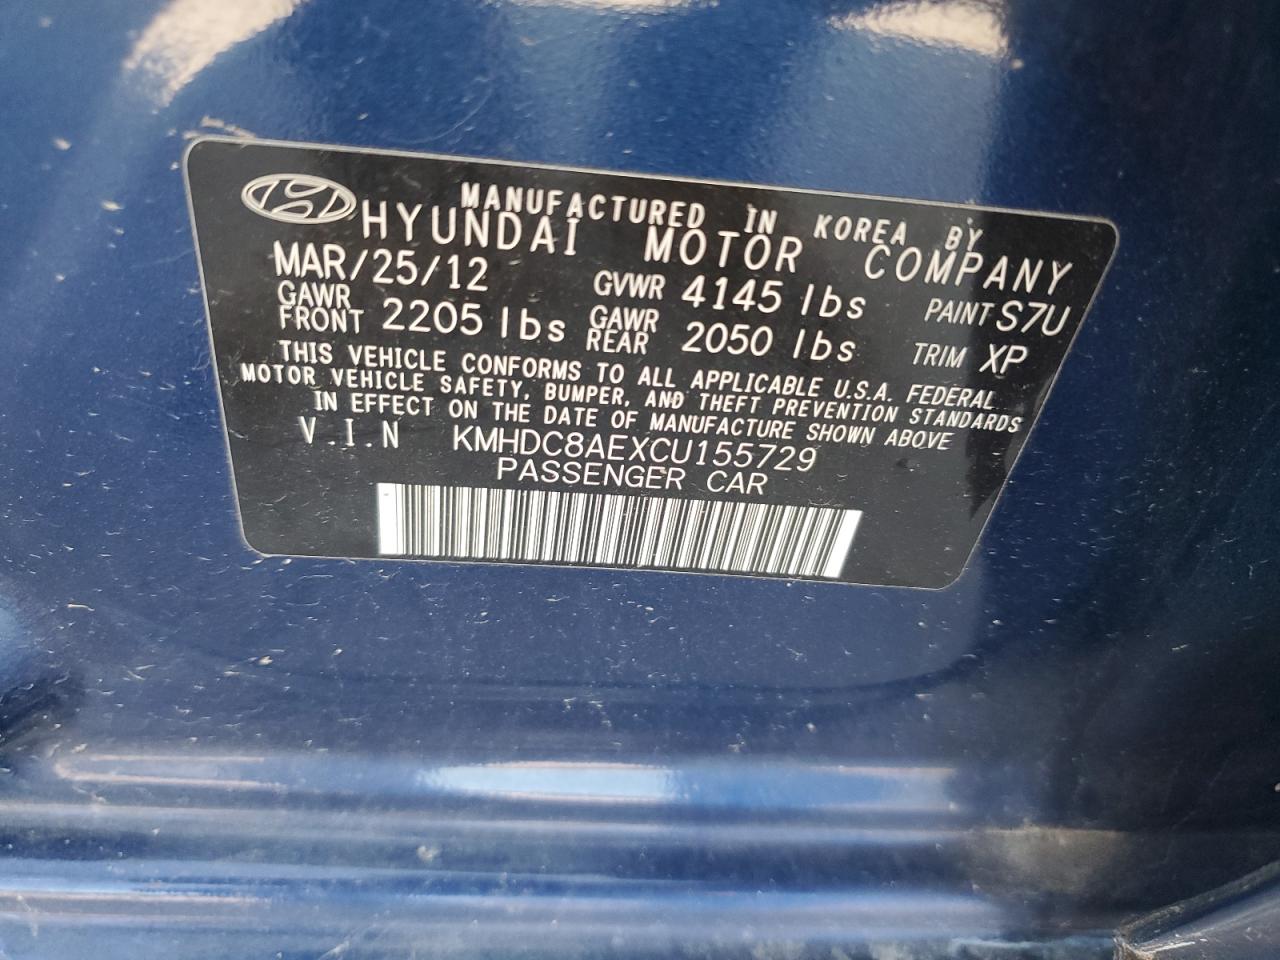 MANUFACTURED IN KOREA BY
HYUNDAI MOTOR COMPANY
MAR/25/12 GVWR 4145 lbs PAINT S7U
GAWR FRONT 2205 lbs GAWR REAR 2050 lbs TRIM XP
THIS VEHICLE CONFORMS TO ALL APPLICABLE U.S.A. FEDERAL
MOTOR VEHICLE SAFETY, BUMPER, AND THEFT PREVENTION STANDARDS
IN EFFECT ON THE DATE OF MANUFACTURE SHOWN ABOVE
V.I.N KMHDC8AEXCU155729
PASSENGER CAR